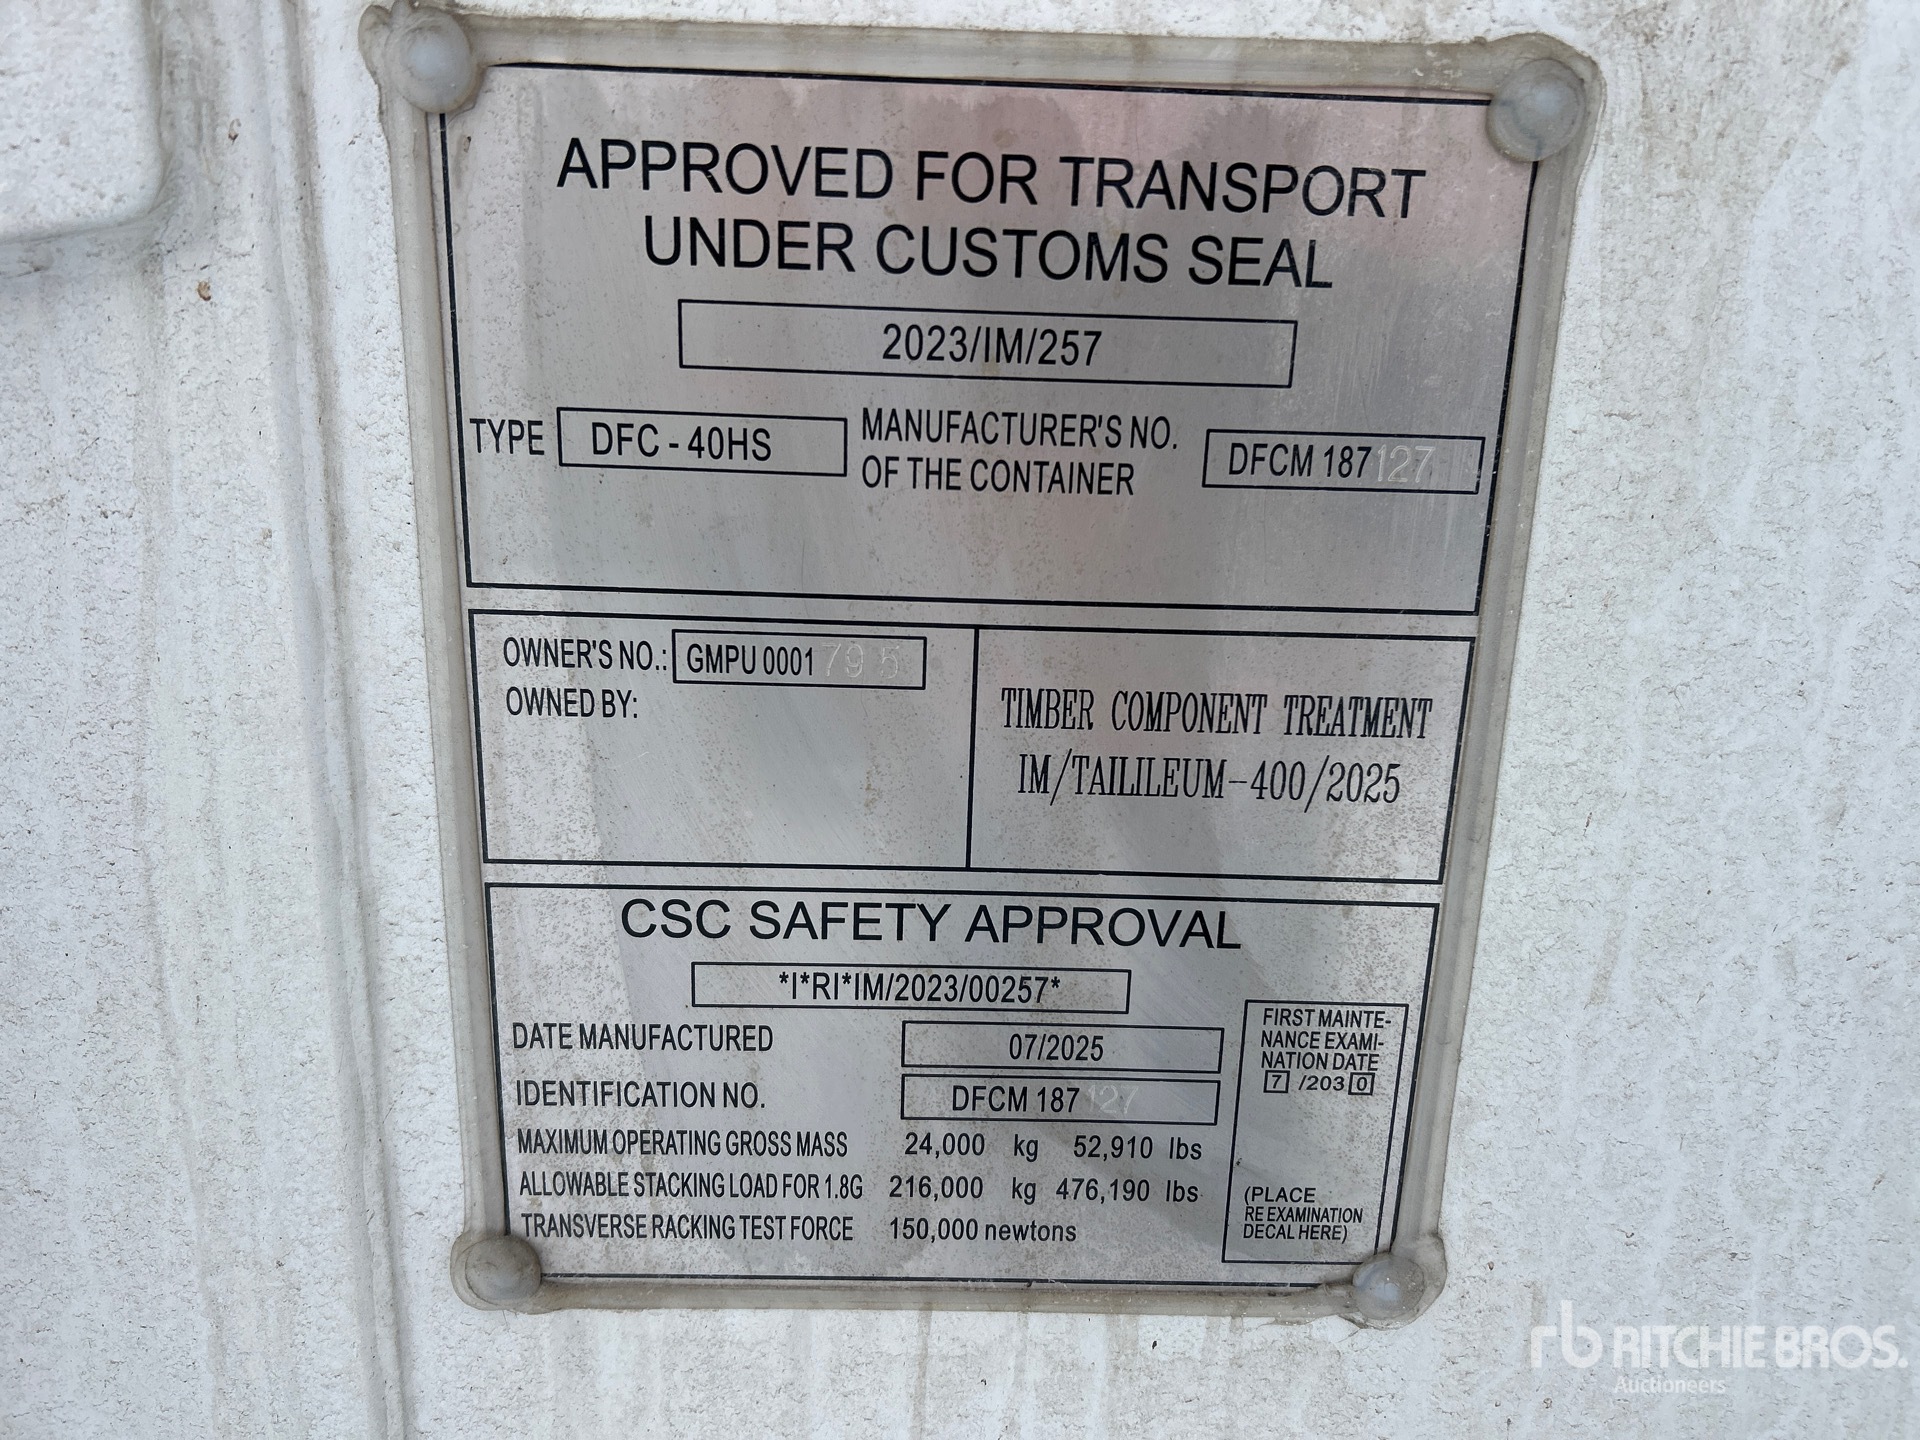 APPROVED FOR TRANSPORT
UNDER CUSTOMS SEAL
2023/IM/257
TYPE DFC - 40HS MANUFACTURER'S NO. OF THE CONTAINER DFCM 187127
OWNER'S NO.: GMPU 0001795
OWNED BY:
TIMBER COMPONENT TREATMENT
IM/TAILILEUM-400/2025
CSC SAFETY APPROVAL
*I*RI*IM/2023/00257*
DATE MANUFACTURED 07/2025
IDENTIFICATION NO. DFCM 187127
MAXIMUM OPERATING GROSS MASS 24,000 kg 52,910 lbs
ALLOWABLE STACKING LOAD FOR 1.8G 216,000 kg 476,190 lbs
TRANSVERSE RACKING TEST FORCE 150,000 newtons
FIRST MAINTE-
NANCE EXAMI-
NATION DATE
7 /2030
(PLACE
RE EXAMINATION
DECAL HERE)
rb RITCHIE BROS.
Auctioneers